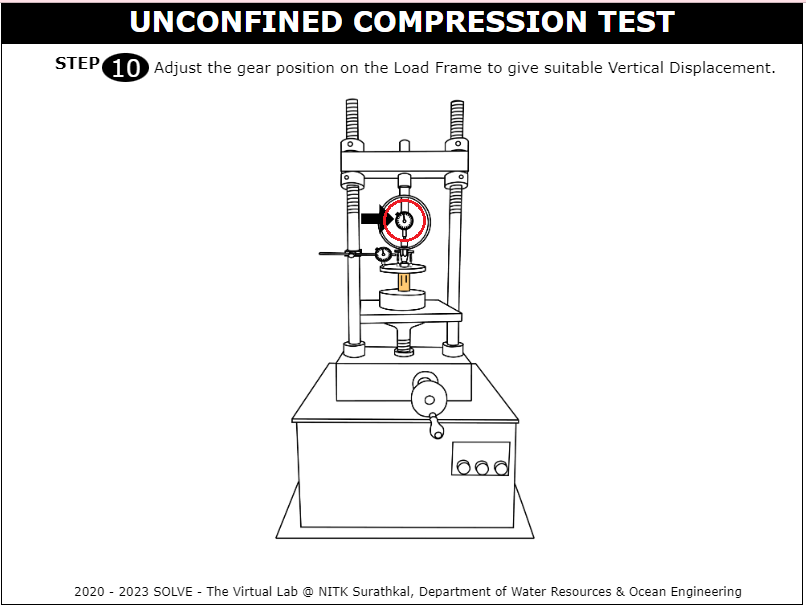 UNCONFINED COMPRESSION TEST
STEP 10 Adjust the gear position on the Load Frame to give suitable Vertical Displacement.
2020 - 2023 SOLVE - The Virtual Lab @ NITK Surathkal, Department of Water Resources & Ocean Engineering